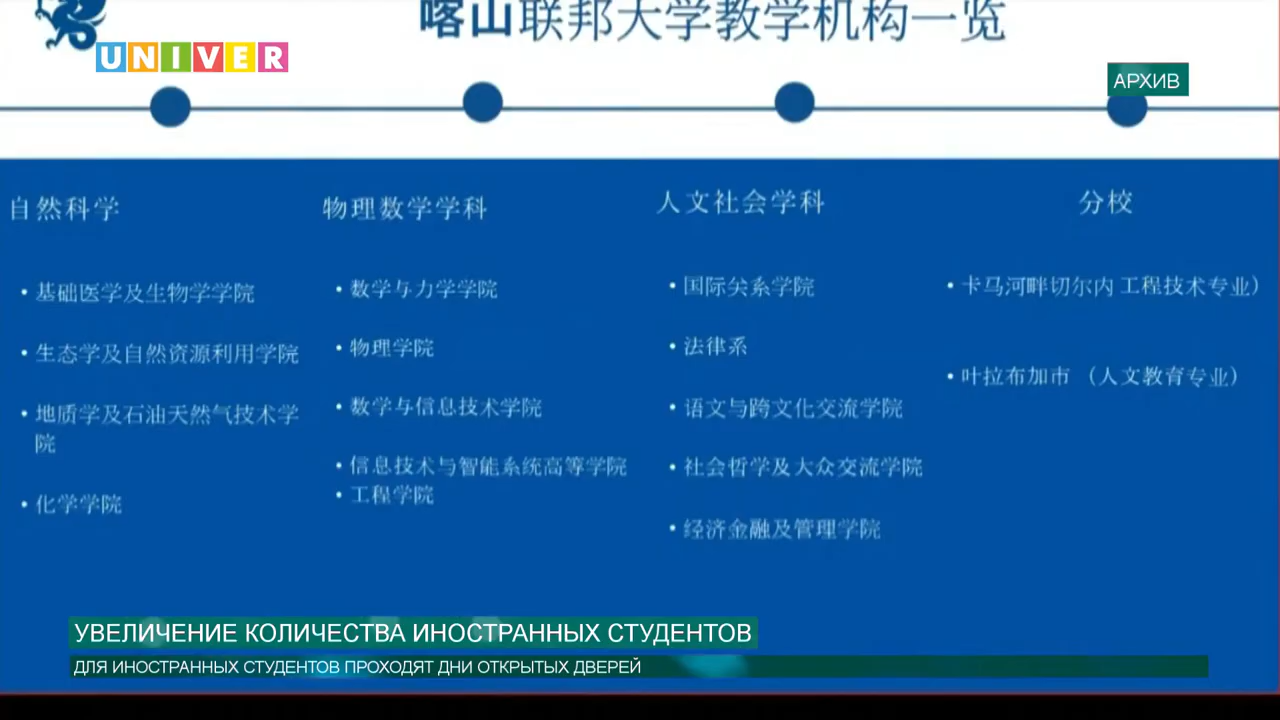 喀山联邦大学教学机构一览
UNIVER
АРХИВ
自然科学
• 基础医学及生物学学院
• 生态学及自然资源利用学院
• 地质学及石油天然气技术学
院
• 化学学院
物理数学学科
• 数学与力学学院
• 物理学院
• 数学与信息技术学院
• 信息技术与智能系统高等学院
• 工程学院
人文社会学科
• 国际关系学院
• 法律系
• 语文与跨文化交流学院
• 社会哲学及大众交流学院
• 经济金融及管理学院
分校
• 卡马河畔切尔内 工程技术专业）
• 叶拉布加市 （人文教育专业）
УВЕЛИЧЕНИЕ КОЛИЧЕСТВА ИНОСТРАННЫХ СТУДЕНТОВ
ДЛЯ ИНОСТРАННЫХ СТУДЕНТОВ ПРОХОДЯТ ДНИ ОТКРЫТЫХ ДВЕРЕЙ